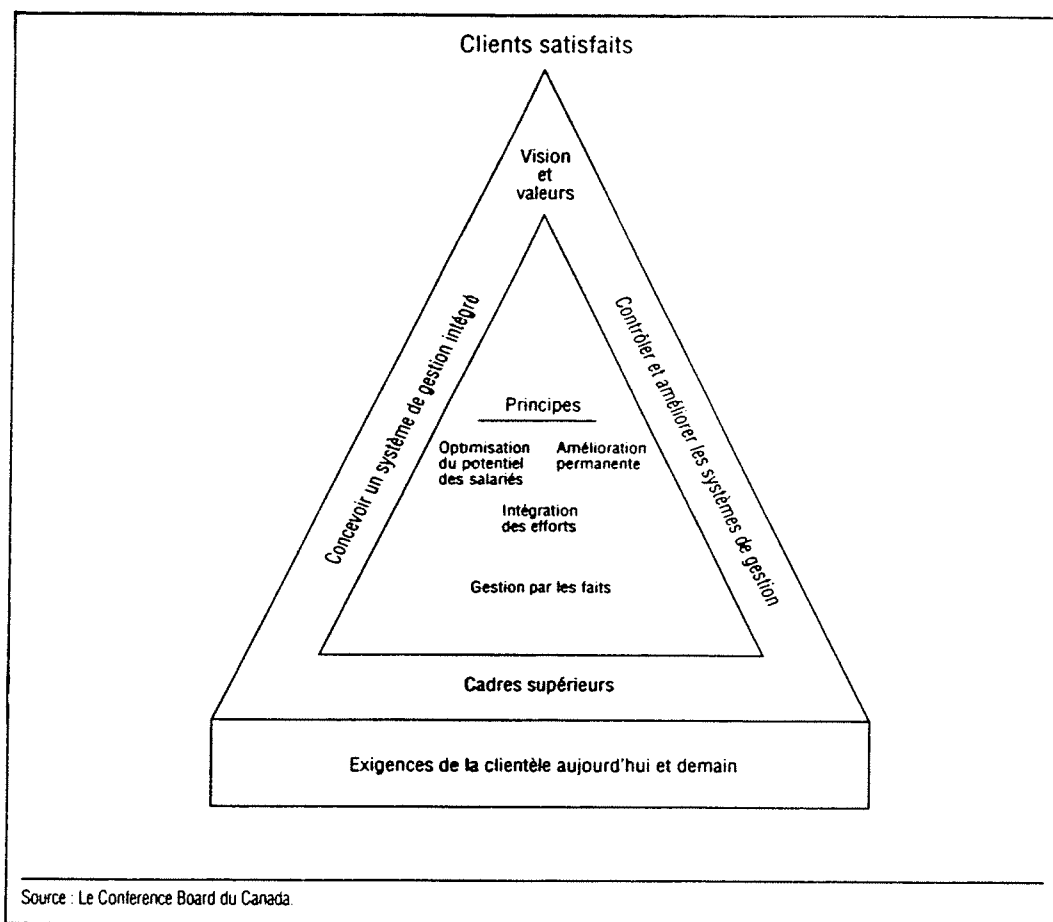 Clients satisfaits
Vision
et
valeurs
Concevoir un système de gestion intégré
Contrôler et améliorer les systèmes de gestion
Principes
Optimisation
du potentiel
des salariés
Amélioration
permanente
Intégration
des efforts
Gestion par les faits
Cadres supérieurs
Exigences de la clientèle aujourd'hui et demain
Source : Le Conference Board du Canada.